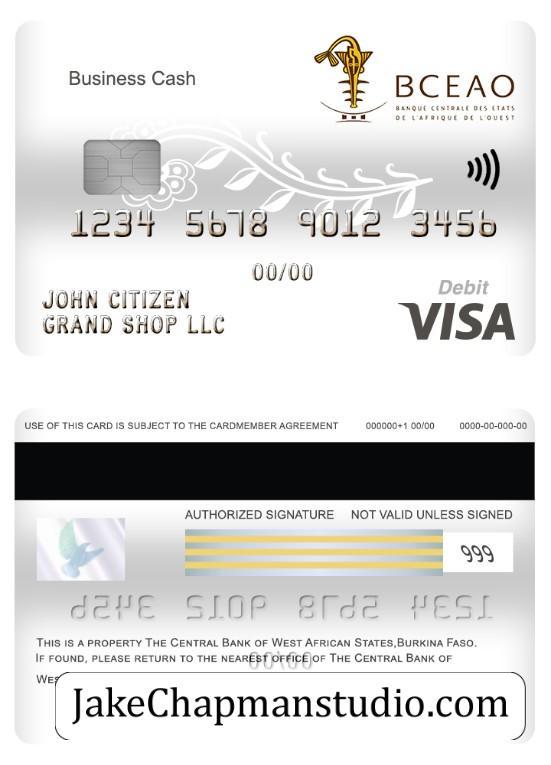 Business Cash
BCEAO
BANQUE CENTRALE DES ETATS
DE L'AFRIQUE DE L'OUEST
1234 5678 9012 3456
00/00
JOHN CITIZEN
GRAND SHOP LLC
Debit
VISA
USE OF THIS CARD IS SUBJECT TO THE CARDMEMBER AGREEMENT 000000+1 00/00 0000-00-000-00
AUTHORIZED SIGNATURE NOT VALID UNLESS SIGNED
999
THIS IS A PROPERTY THE CENTRAL BANK OF WEST AFRICAN STATES,BURKINA FASO.
IF FOUND, PLEASE RETURN TO THE NEAREST OFFICE OF THE CENTRAL BANK OF
JakeChapmanstudio.com